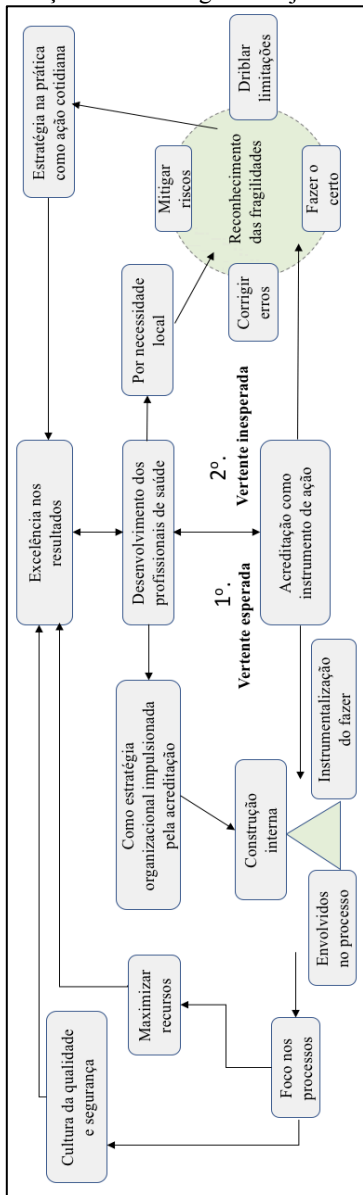 Cultura da qualidade
e segurança
Maximizar
recursos
Foco nos
processos
Como estratégia
organizacional impulsionada
pela acreditação
Construção
interna
Envolvidos
no processo
Instrumentalização
do fazer
Excelência nos
resultados
Desenvolvimento dos
profissionais de saúde
1º.
Vertente esperada
2º.
Vertente inesperada
Acreditação como
instrumento de ação
Por necessidade
local
Estratégia na prática
como ação cotidiana
Mitigar
riscos
Driblar
limitações
Reconhecimento
das fragilidades
Corrigir
erros
Fazer o
certo